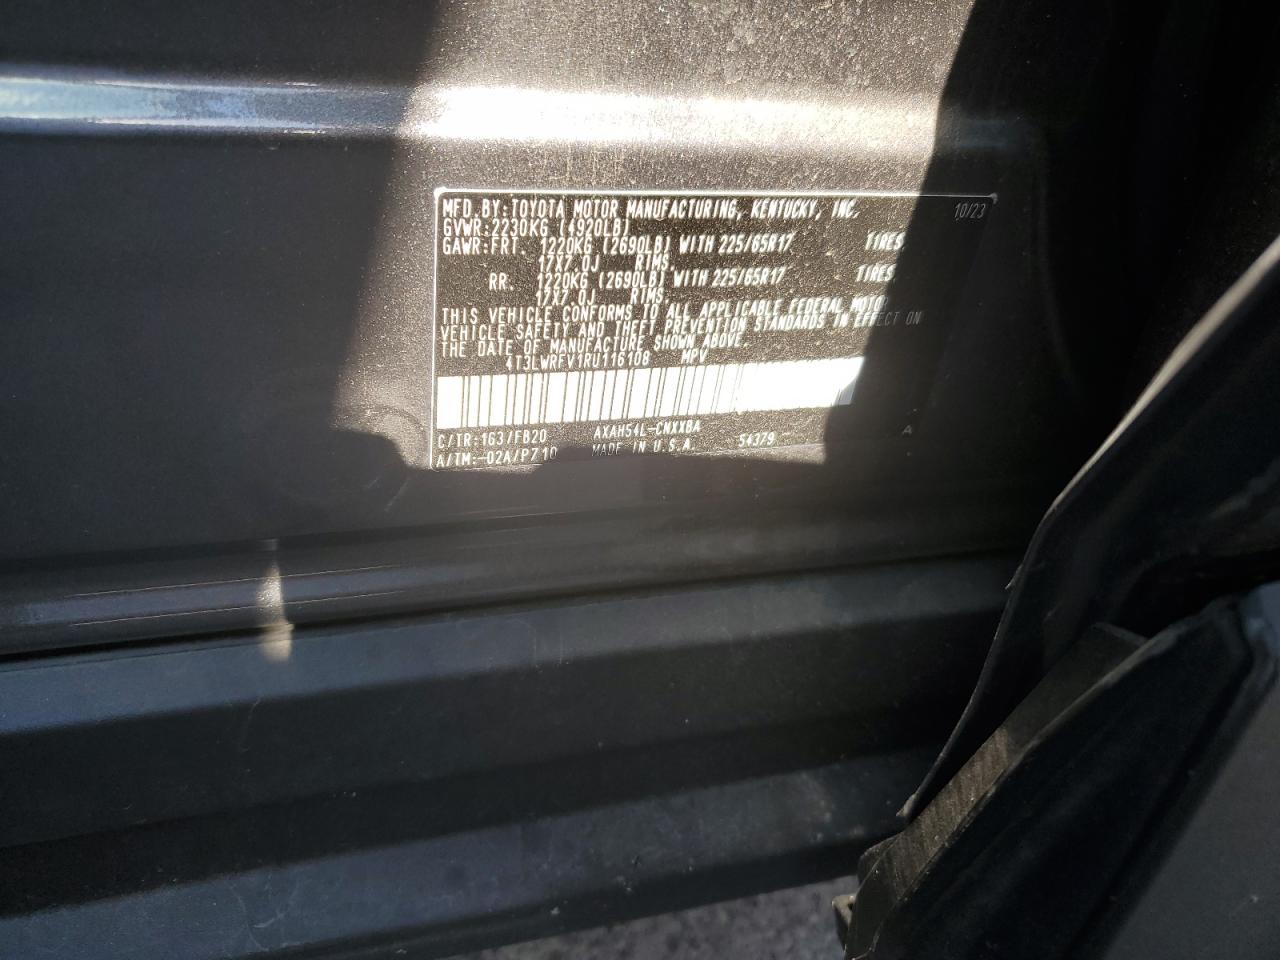 MFD.BY:TOYOTA MOTOR MANUFACTURING, KENTUCKY, INC. 10/23
GVWR:2230KG (4920LB)
GAWR:FRT. 1220KG (2690LB) WITH 225/65R17 TIRES
17X7.0J RIMS,
RR. 1220KG (2690LB) WITH 225/65R17 TIRES
17X7.0J RIMS,
THIS VEHICLE CONFORMS TO ALL APPLICABLE FEDERAL MOTOR
VEHICLE SAFETY AND THEFT PREVENTION STANDARDS IN EFFECT ON
THE DATE OF MANUFACTURE SHOWN ABOVE.
4T3LWRFV1RU116108 MPV
C/TR:1G3/FB20 AXAH54L-CNXXBA 54379 A
A/TM:-02A/P710 MADE IN U.S.A